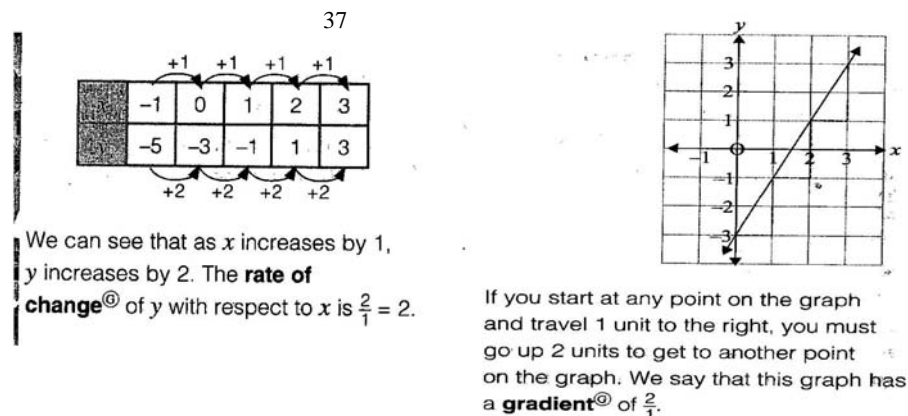 37
+1 +1 +1 +1
x -1 0 1 2 3
y -5 -3 -1 1 3
+2 +2 +2 +2
We can see that as x increases by 1,
y increases by 2. The rate of
changeⒼ of y with respect to x is 2/1 = 2.
y
3
2
1
-1 1 2 3 x
-1
-2
-3
If you start at any point on the graph
and travel 1 unit to the right, you must
go up 2 units to get to another point
on the graph. We say that this graph has
a gradientⒼ of 2/1.